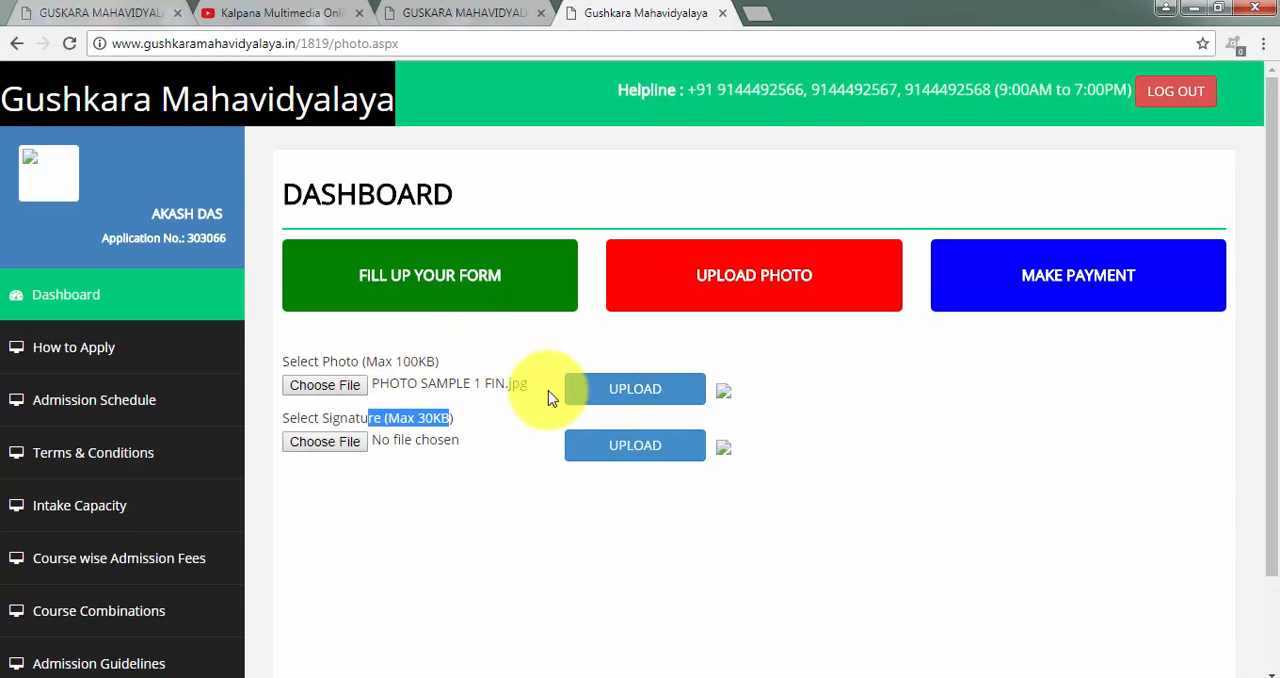 GUSKARA MAHAVIDYAL
Kalpana Multimedia Onli
GUSKARA MAHAVIDYAL
Gushkara Mahavidyalaya
www.gushkaramahavidyalaya.in/1819/photo.aspx
0
Gushkara Mahavidyalaya
Helpline : +91 9144492566, 9144492567, 9144492568 (9:00AM to 7:00PM)
LOG OUT
AKASH DAS
Application No.: 303066
DASHBOARD
FILL UP YOUR FORM
UPLOAD PHOTO
MAKE PAYMENT
Dashboard
How to Apply
Admission Schedule
Terms & Conditions
Intake Capacity
Course wise Admission Fees
Course Combinations
Admission Guidelines
Select Photo (Max 100KB)
Choose File PHOTO SAMPLE 1 FIN.jpg
UPLOAD
Select Signature (Max 30KB)
Choose File No file chosen
UPLOAD